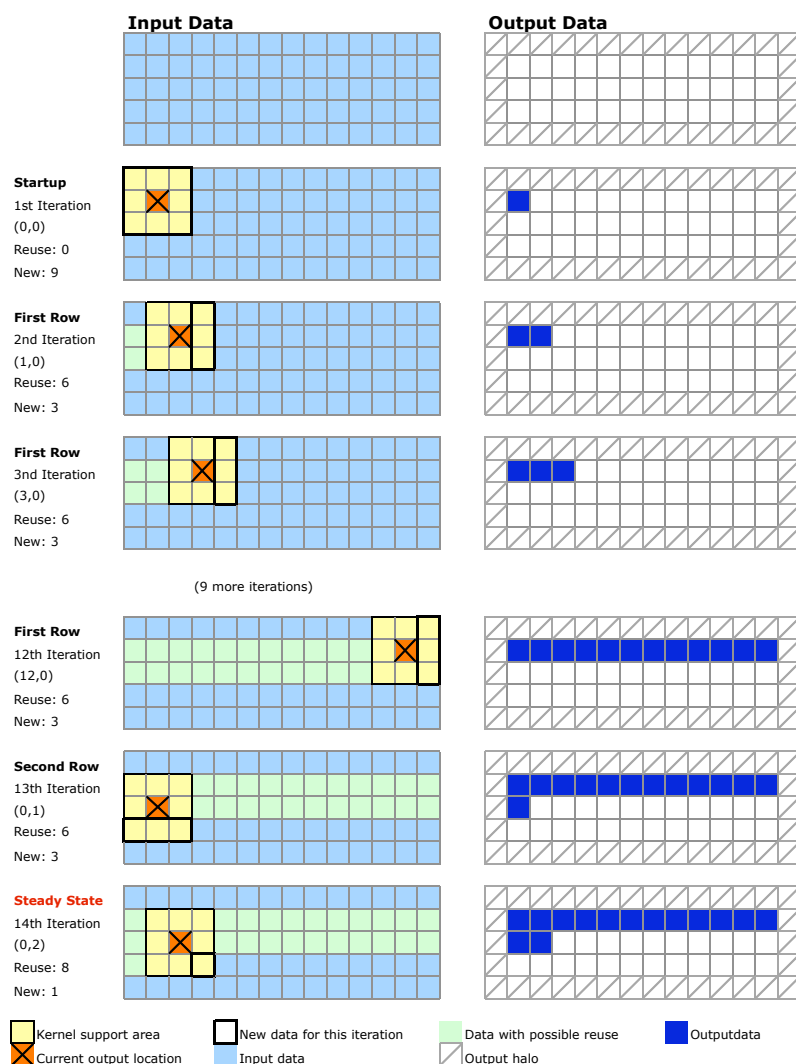 Input Data
Output Data
Startup
1st Iteration
(0,0)
Reuse: 0
New: 9
First Row
2nd Iteration
(1,0)
Reuse: 6
New: 3
First Row
3nd Iteration
(3,0)
Reuse: 6
New: 3
(9 more iterations)
First Row
12th Iteration
(12,0)
Reuse: 6
New: 3
Second Row
13th Iteration
(0,1)
Reuse: 6
New: 3
Steady State
14th Iteration
(0,2)
Reuse: 8
New: 1
Kernel support area
New data for this iteration
Data with possible reuse
Outputdata
Current output location
Input data
Output halo